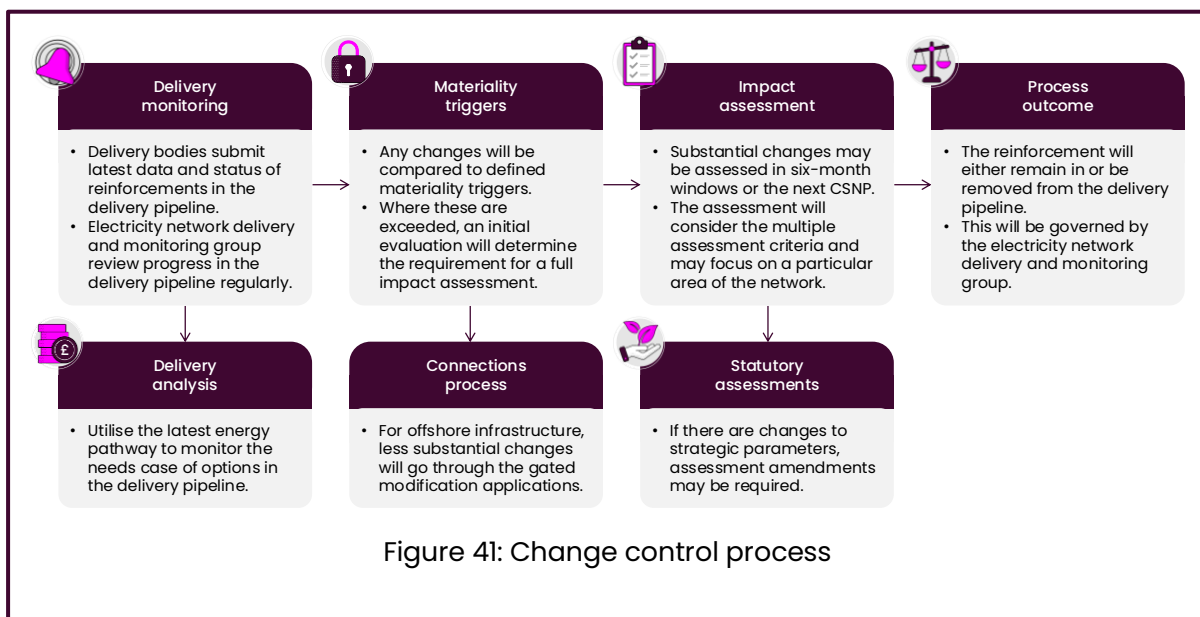 Delivery
monitoring
• Delivery bodies submit
latest data and status of
reinforcements in the
delivery pipeline.
• Electricity network delivery
and monitoring group
review progress in the
delivery pipeline regularly.
Materiality
triggers
• Any changes will be
compared to defined
materiality triggers.
• Where these are
exceeded, an initial
evaluation will determine
the requirement for a full
impact assessment.
Impact
assessment
• Substantial changes may
be assessed in six-month
windows or the next CSNP.
• The assessment will
consider the multiple
assessment criteria and
may focus on a particular
area of the network.
Process
outcome
• The reinforcement will
either remain in or be
removed from the delivery
pipeline.
• This will be governed by
the electricity network
delivery and monitoring
group.
£
Delivery
analysis
• Utilise the latest energy
pathway to monitor the
needs case of options in
the delivery pipeline.
Connections
process
• For offshore infrastructure,
less substantial changes
will go through the gated
modification applications.
Statutory
assessments
• If there are changes to
strategic parameters,
assessment amendments
may be required.
Figure 41: Change control process